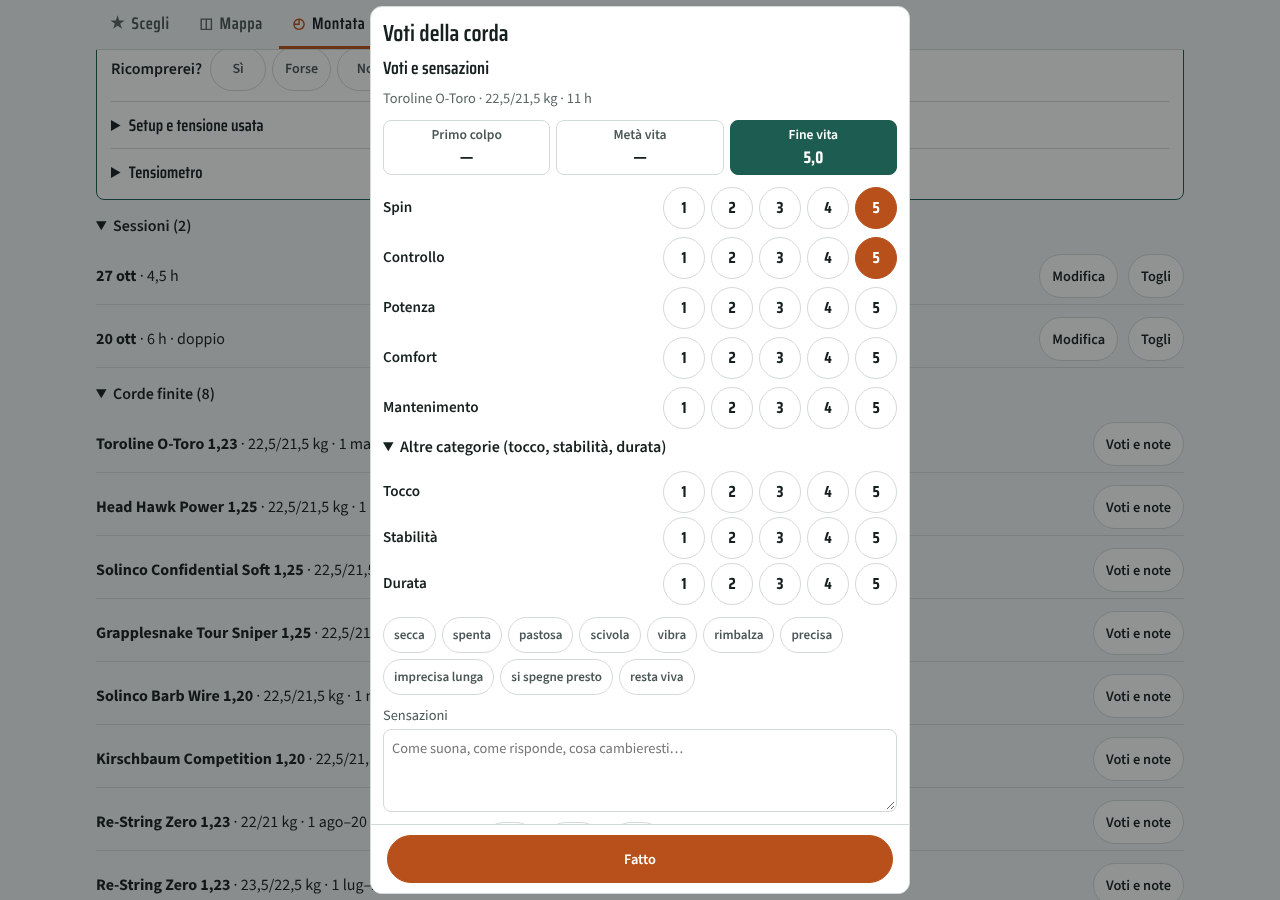 Scegli Mappa Montata
Ricomprerei? Sì Forse
Setup e tensione usata
Tensiometro
Sessioni (2)
27 ott · 4,5 h Modifica Togli
20 ott · 6 h · doppio Modifica Togli
Corde finite (8)
Toroline O-Toro 1,23 · 22,5/21,5 kg · 1 Voti e note
Head Hawk Power 1,25 · 22,5/21,5 kg · 1 Voti e note
Solinco Confidential Soft 1,25 · Voti e note
Grapplesnake Tour Sniper 1,25 · Voti e note
Solinco Barb Wire 1,20 · 22,5/21,5 kg · 1 Voti e note
Kirschbaum Competition 1,20 · Voti e note
Re-String Zero 1,23 · 22/21 kg · 1 ago–20 Voti e note
Re-String Zero 1,23 · 23,5/22,5 kg · 1 lug– Voti e note
Voti della corda
Voti e sensazioni
Toroline O-Toro · 22,5/21,5 kg · 11 h
Primo colpo Metà vita Fine vita
— — 5,0
Spin 1 2 3 4 5
Controllo 1 2 3 4 5
Potenza 1 2 3 4 5
Comfort 1 2 3 4 5
Mantenimento 1 2 3 4 5
Altre categorie (tocco, stabilità, durata)
Tocco 1 2 3 4 5
Stabilità 1 2 3 4 5
Durata 1 2 3 4 5
secca spenta pastosa scivola vibra rimbalza precisa
imprecisa lunga si spegne presto resta viva
Sensazioni
Come suona, come risponde, cosa cambieresti…
Fatto